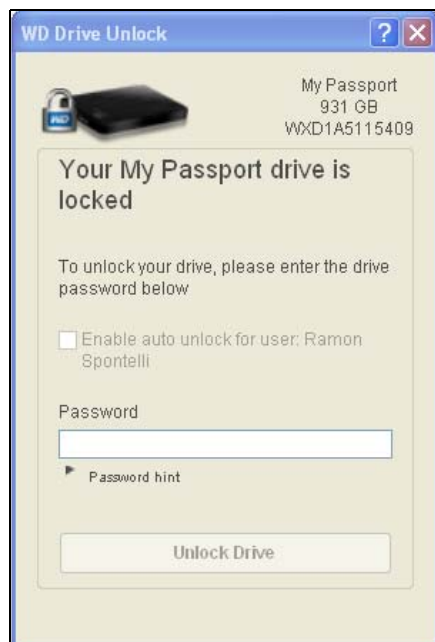 WD Drive Unlock
?
WD
My Passport
931 GB
WXD1A5115409
Your My Passport drive is
locked
To unlock your drive, please enter the drive
password below
Enable auto unlock for user: Ramon
Spontelli
Password
Password hint
Unlock Drive